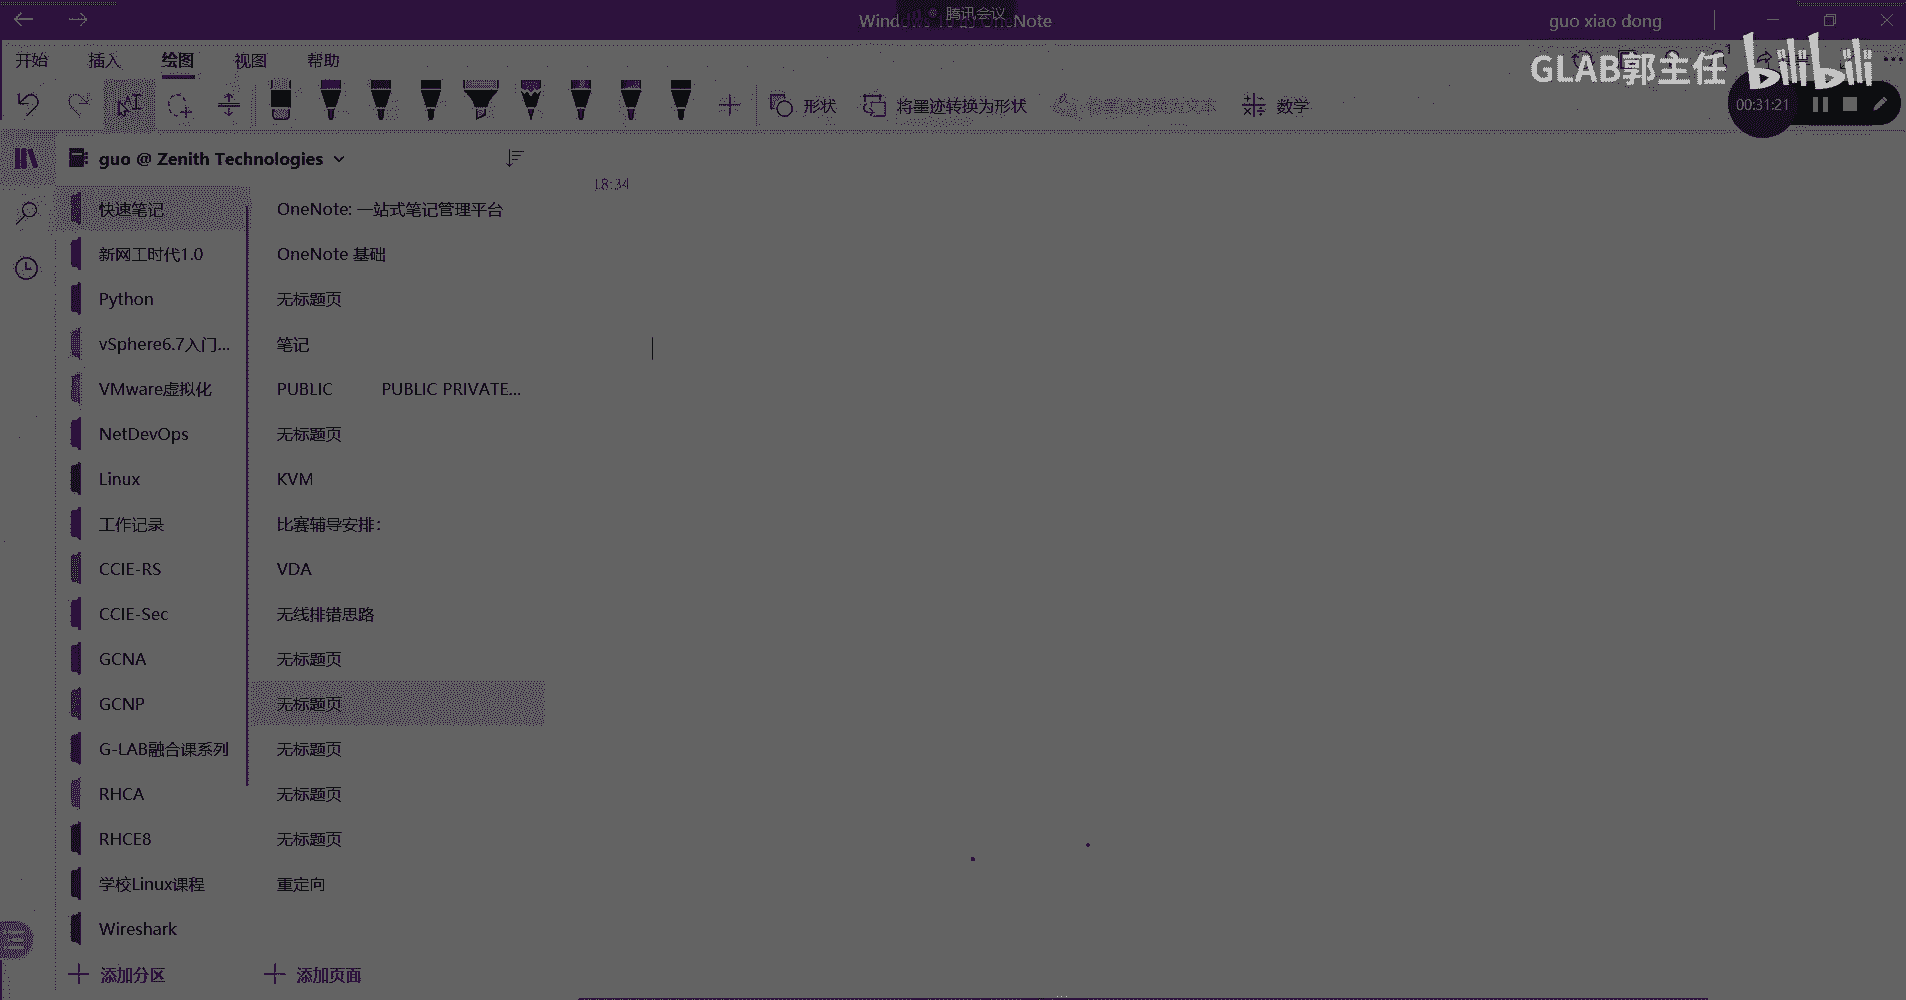 腾讯会议
guo xiao dong
开始 插入 绘图 视图 帮助
GLAB郭主任 bilibili
形状 将墨迹转换为形状 将墨迹转换为文本 数学
00:31:21
guo @ Zenith Technologies
18:34
快速笔记
新网工时代1.0
Python
vSphere6.7入门...
VMware虚拟化
NetDevOps
Linux
工作记录
CCIE-RS
CCIE-Sec
GCNA
GCNP
G-LAB融合课系列
RHCA
RHCE8
学校Linux课程
Wireshark
添加分区
OneNote: 一站式笔记管理平台
OneNote 基础
无标题页
笔记
PUBLIC PUBLIC PRIVATE...
无标题页
KVM
比赛辅导安排：
VDA
无线排错思路
无标题页
无标题页
无标题页
无标题页
无标题页
重定向
添加页面